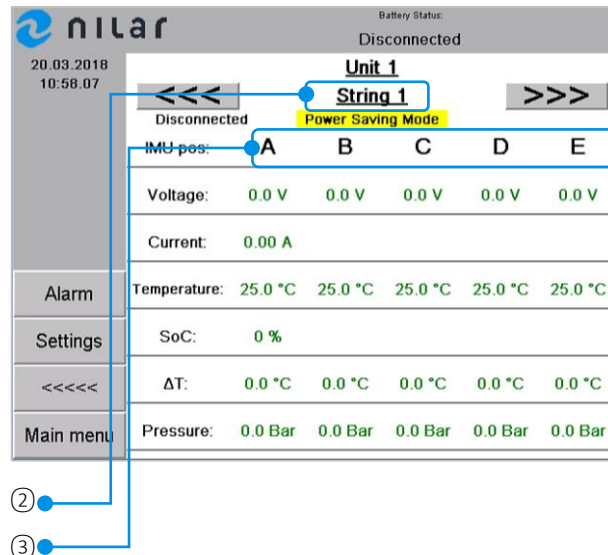 nilar
Battery Status:
Disconnected
20.03.2018
10:58.07
Unit 1
<<< String 1 >>>
Disconnected Power Saving Mode
IMU pos: A B C D E
Voltage: 0.0 V 0.0 V 0.0 V 0.0 V 0.0 V
Current: 0.00 A
Temperature: 25.0 °C 25.0 °C 25.0 °C 25.0 °C 25.0 °C
SoC: 0 %
ΔT: 0.0 °C 0.0 °C 0.0 °C 0.0 °C 0.0 °C
Pressure: 0.0 Bar 0.0 Bar 0.0 Bar 0.0 Bar 0.0 Bar
Alarm
Settings
<<<<<
Main menu
②
③